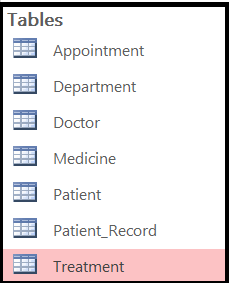 Tables
Appointment
Department
Doctor
Medicine
Patient
Patient_Record
Treatment